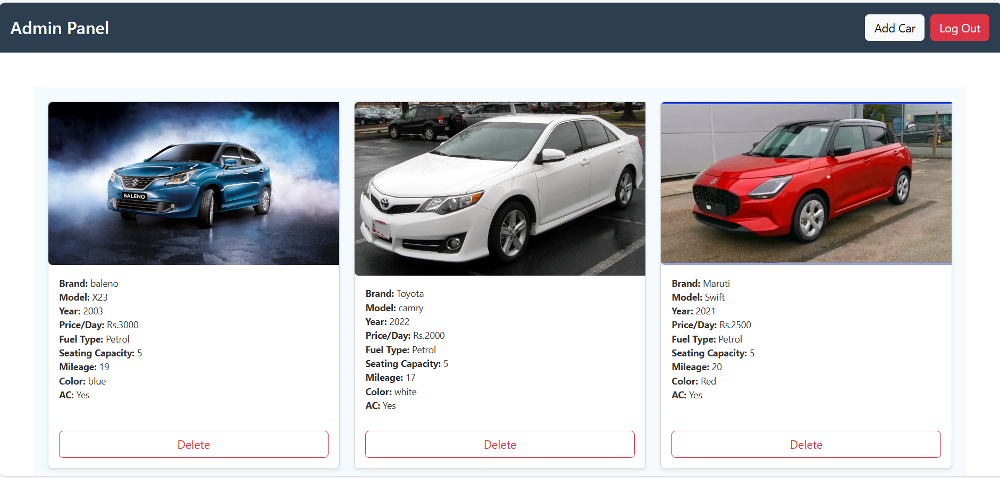 Admin Panel
Add Car
Log Out
BALENO
Brand: baleno
Model: X23
Year: 2003
Price/Day: Rs.3000
Fuel Type: Petrol
Seating Capacity: 5
Mileage: 19
Color: blue
AC: Yes
Delete
Brand: Toyota
Model: camry
Year: 2022
Price/Day: Rs.2000
Fuel Type: Petrol
Seating Capacity: 5
Mileage: 17
Color: white
AC: Yes
Delete
Brand: Maruti
Model: Swift
Year: 2021
Price/Day: Rs.2500
Fuel Type: Petrol
Seating Capacity: 5
Mileage: 20
Color: Red
AC: Yes
Delete